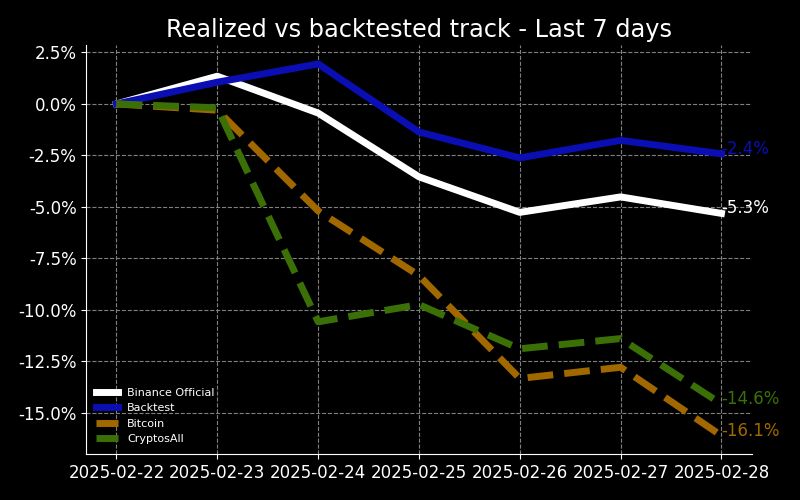 Realized vs backtested track - Last 7 days
2.5%
0.0%
-2.5%
-5.0%
-7.5%
-10.0%
-12.5%
-15.0%
-2.4%
-5.3%
-14.6%
-16.1%
Binance Official
Backtest
Bitcoin
CryptosAll
2025-02-22 2025-02-23 2025-02-24 2025-02-25 2025-02-26 2025-02-27 2025-02-28